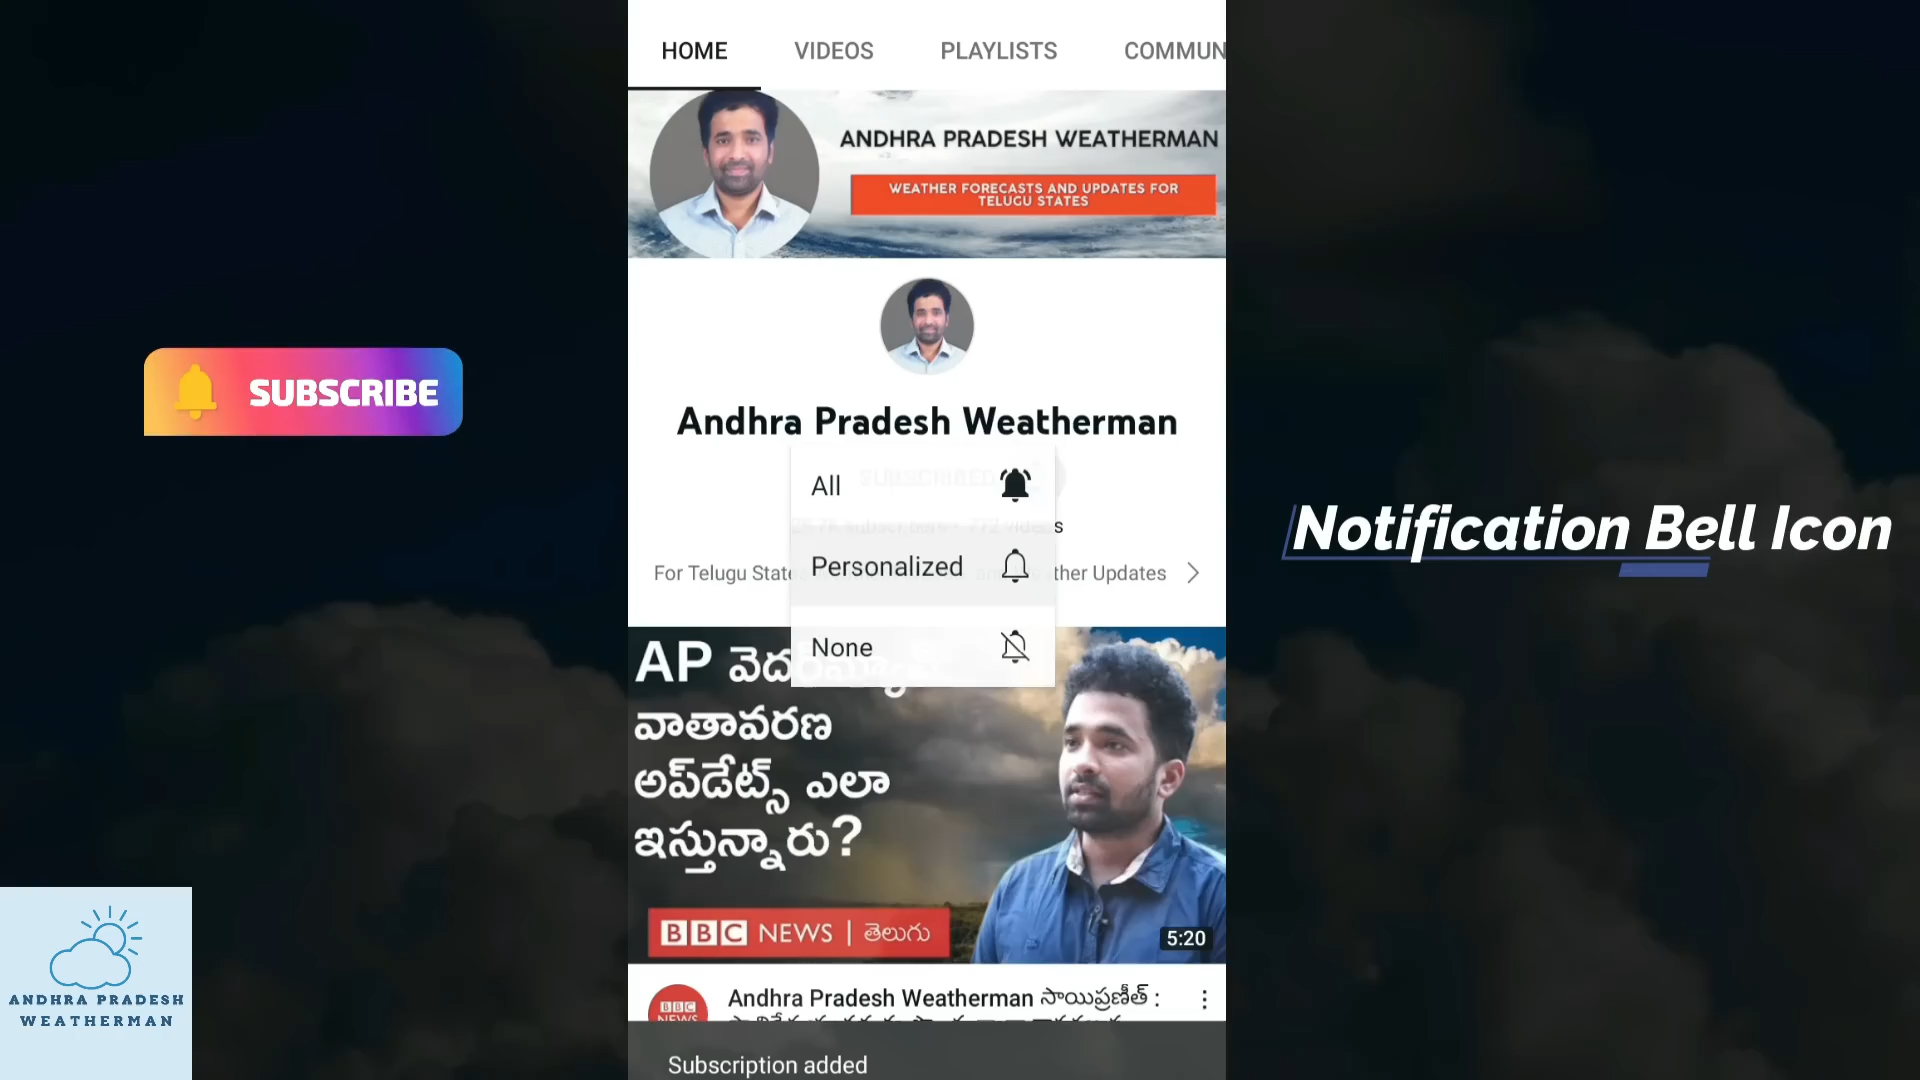 HOME VIDEOS PLAYLISTS COMMUN
ANDHRA PRADESH WEATHERMAN
WEATHER FORECASTS AND UPDATES FOR
TELUGU STATES
SUBSCRIBE
Andhra Pradesh Weatherman
All
Personalized
For Telugu State
ther Updates
None
Notification Bell Icon
AP
వాతావరణ
అప్‌డేట్స్ ఎలా
ఇస్తున్నారు?
BBC NEWS | తెలుగు
5:20
BBC
NEWS
Andhra Pradesh Weatherman సాయిప్రణీత్ :
Subscription added
ANDHRA PRADESH
WEATHERMAN